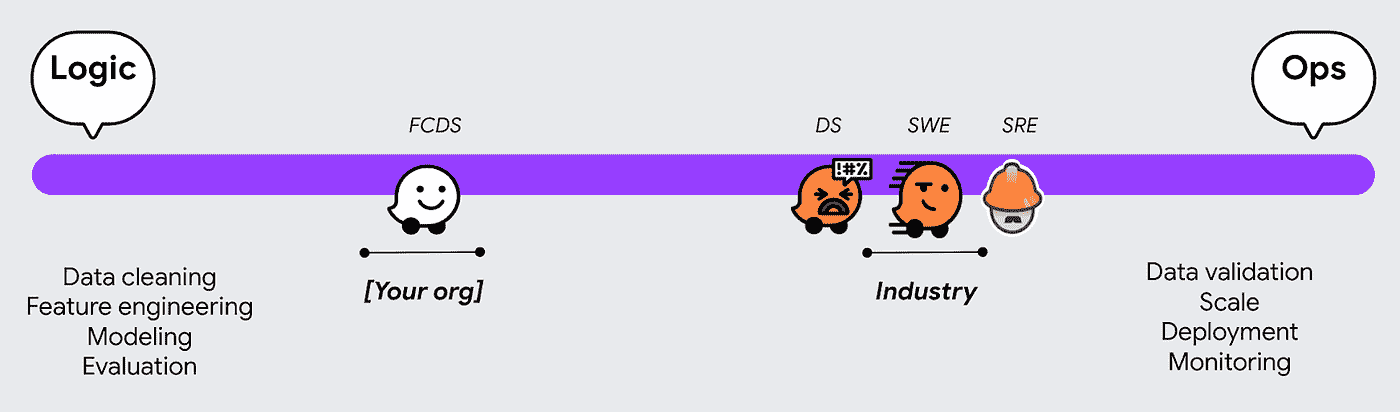 Logic
Ops
FCDS
DS
SWE
SRE
!#%
[Your org]
Industry
Data cleaning
Feature engineering
Modeling
Evaluation
Data validation
Scale
Deployment
Monitoring